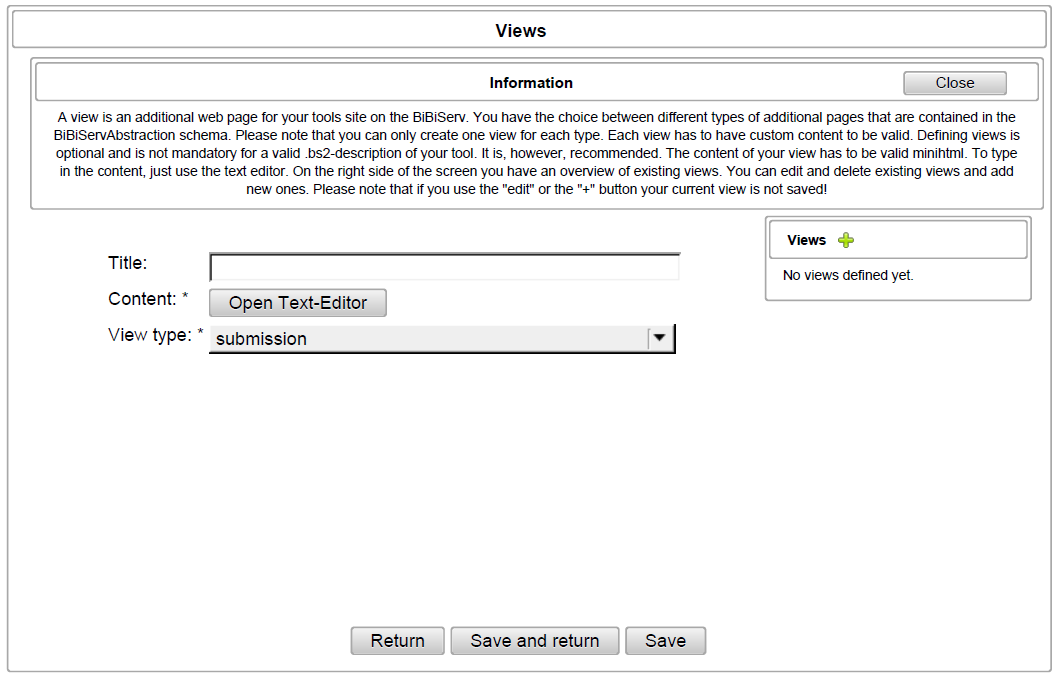 Views
Information
Close
A view is an additional web page for your tools site on the BiBiServ. You have the choice between different types of additional pages that are contained in the
BiBiServAbstraction schema. Please note that you can only create one view for each type. Each view has to have custom content to be valid. Defining views is
optional and is not mandatory for a valid .bs2-description of your tool. It is, however, recommended. The content of your view has to be valid minihtml. To type
in the content, just use the text editor. On the right side of the screen you have an overview of existing views. You can edit and delete existing views and add
new ones. Please note that if you use the "edit" or the "+" button your current view is not saved!
Views
No views defined yet.
Title:
Content: *
Open Text-Editor
View type: *
submission
Return
Save and return
Save